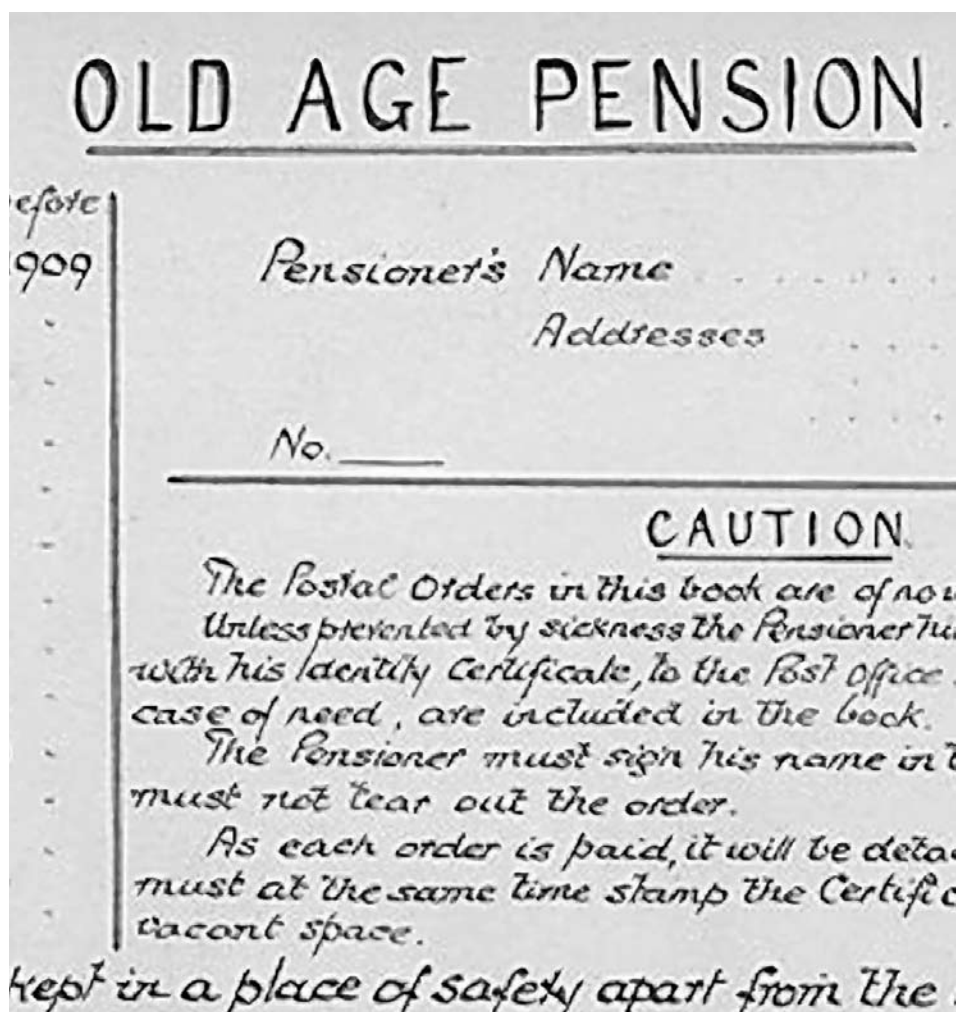 OLD AGE PENSION.
efore
1909
Pensioner's Name . . . . . . .
Addresses . . . .
No. ____
CAUTION.
The Postal Orders in this book are of no
Unless prevented by sickness the Pensioner
with his Identity Certificate, to the Post Office
case of need, are included in the book.
The Pensioner must sign his name in
must not tear out the order.
As each order is paid, it will be deta
must at the same time stamp the Certific
vacant space.
kept in a place of safety apart from the